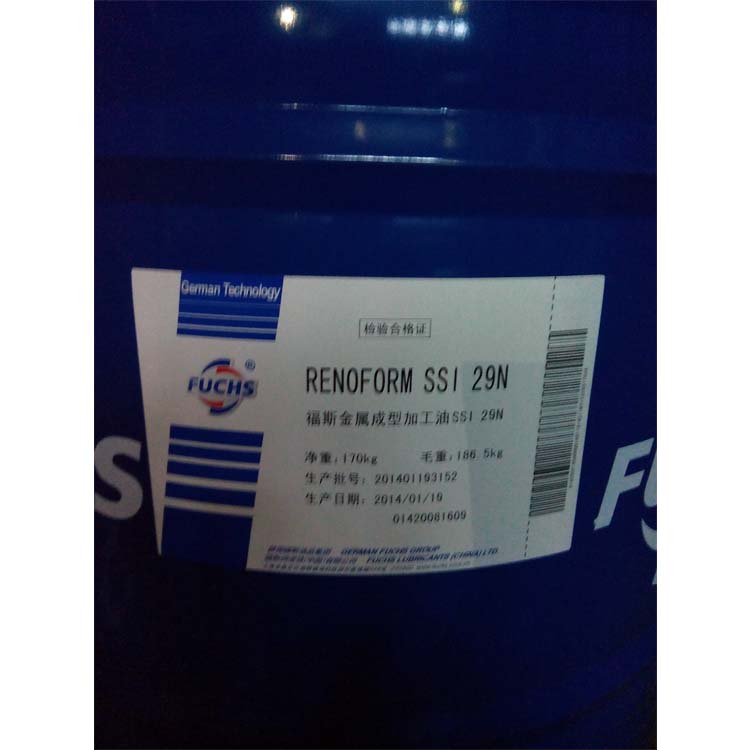 German Technology
检验合格证
FUCHS®
RENOFORM SSI 29N
福斯金属成型加工油SSI 29N
净重:170kg 毛重:186.5kg
生产批号: 201401193152
生产日期: 2014/01/19
01420081609
S
F
GERMAN FUCHS GROUP
FUCHS LUBRICANTS (CHINA) LTD.